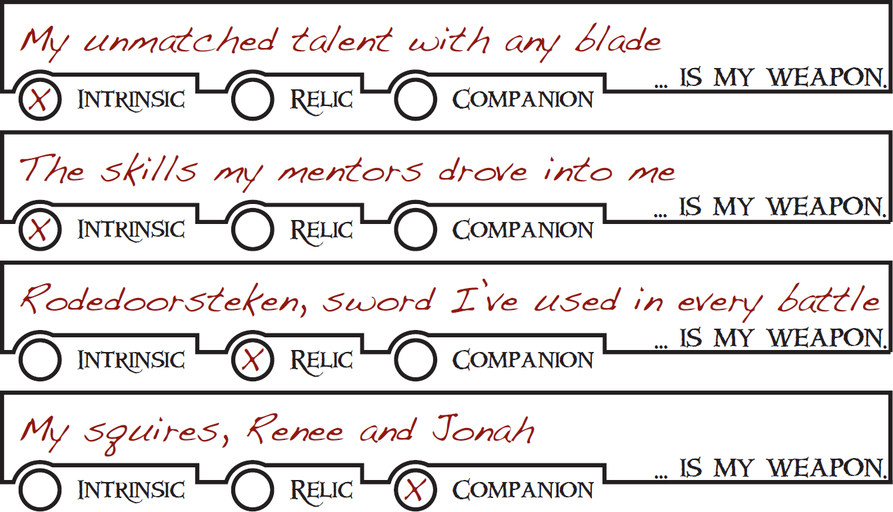 My unmatched talent with any blade
... IS MY WEAPON.
X INTRINSIC RELIC COMPANION
The skills my mentors drove into me
... IS MY WEAPON.
X INTRINSIC RELIC COMPANION
Rodedoorsteken, sword I've used in every battle
... IS MY WEAPON.
INTRINSIC X RELIC COMPANION
My squires, Renee and Jonah
... IS MY WEAPON.
INTRINSIC RELIC X COMPANION